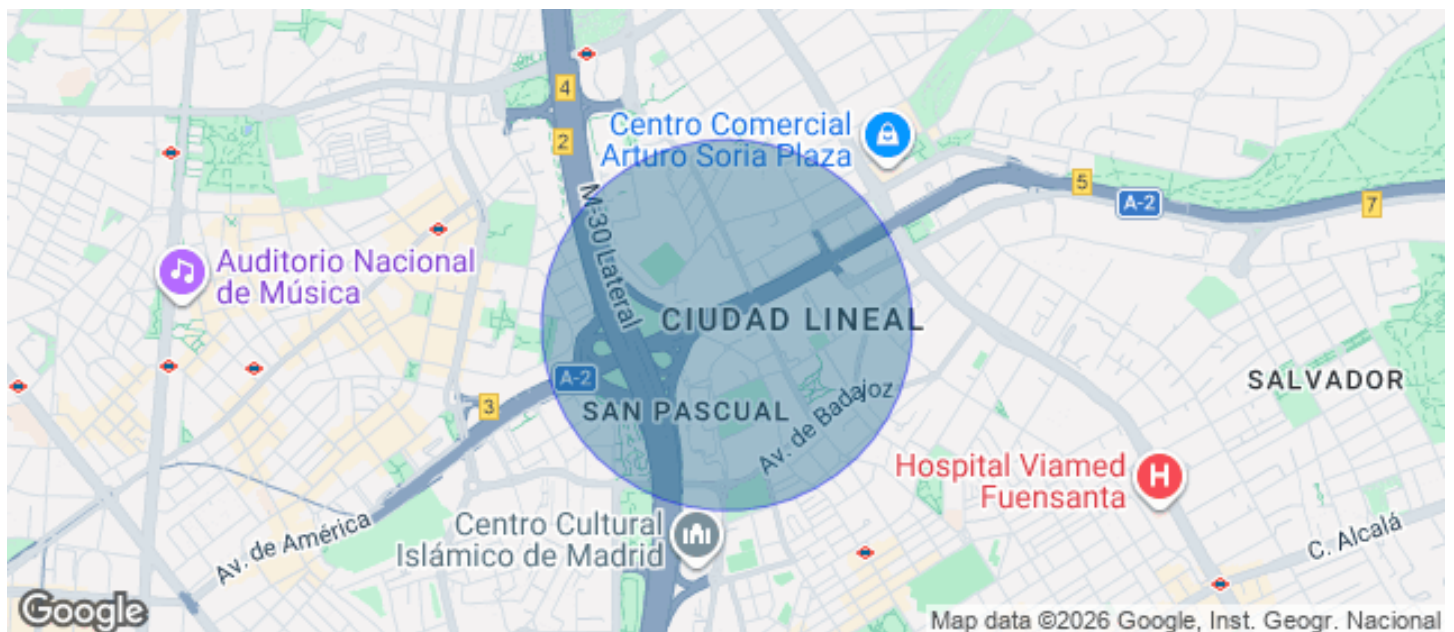 4
2
Centro Comercial
Arturo Soria Plaza
M-30 Lateral
5
A-2
7
Auditorio Nacional
de Música
CIUDAD LINEAL
A-2
3
SAN PASCUAL
Av. de Badajoz
SALVADOR
Hospital Viamed
Fuensanta
Av. de América
Centro Cultural
Islámico de Madrid
C. Alcalá
Google
Map data ©2026 Google, Inst. Geogr. Nacional